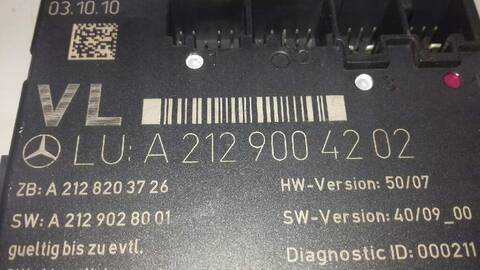 03.10.10
VL
LU: A 212 900 42 02
ZB: A 212 820 37 26
HW-Version: 50/07
SW: A 212 902 80 01
SW-Version: 40/09_00
gueltig bis zu evtl.
Diagnostic ID: 000211